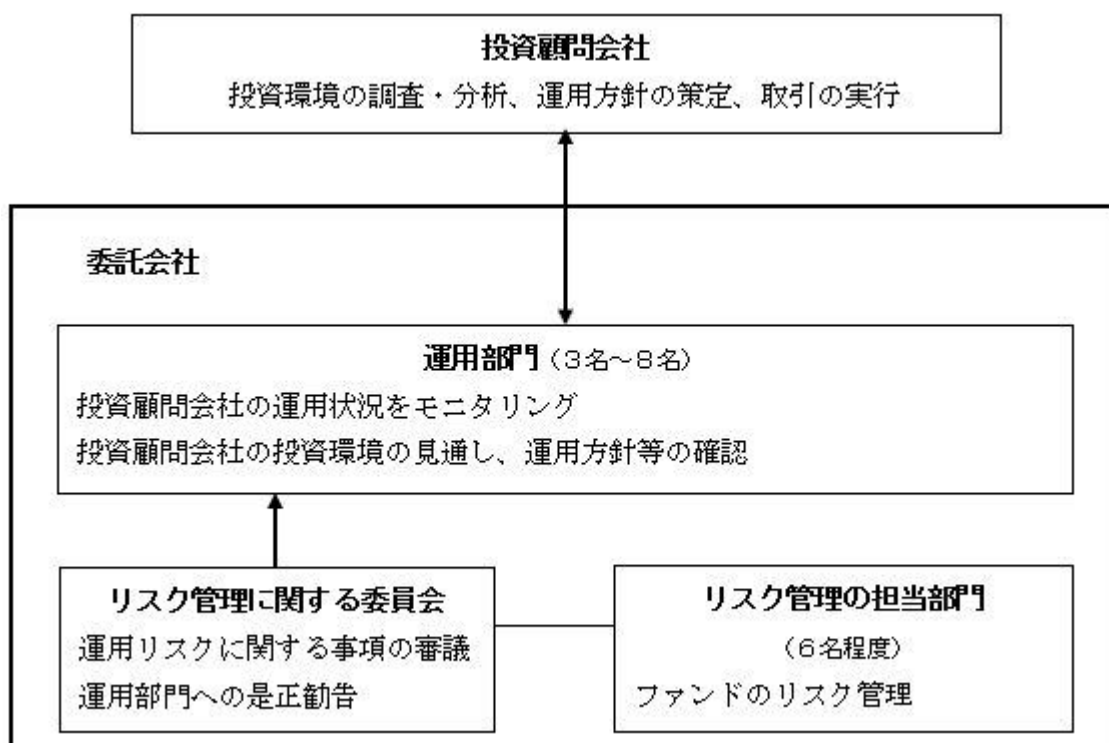 投資顧問会社
投資環境の調査・分析、運用方針の策定、取引の実行
委託会社
運用部門（３名～８名）
投資顧問会社の運用状況をモニタリング
投資顧問会社の投資環境の見通し、運用方針等の確認
リスク管理に関する委員会
運用リスクに関する事項の審議
運用部門への是正勧告
リスク管理の担当部門
（６名程度）
ファンドのリスク管理